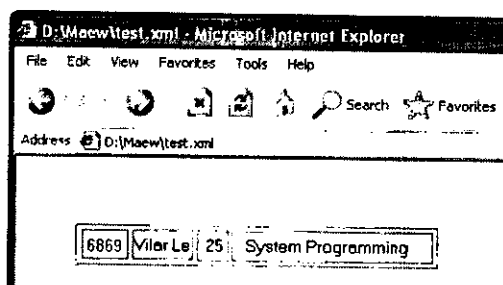 D:\Maew\test.xml - Microsoft Internet Explorer
File Edit View Favorites Tools Help
Search Favorites
Address D:\Maew\test.xml
6869 Vilar Le 25 System Programming